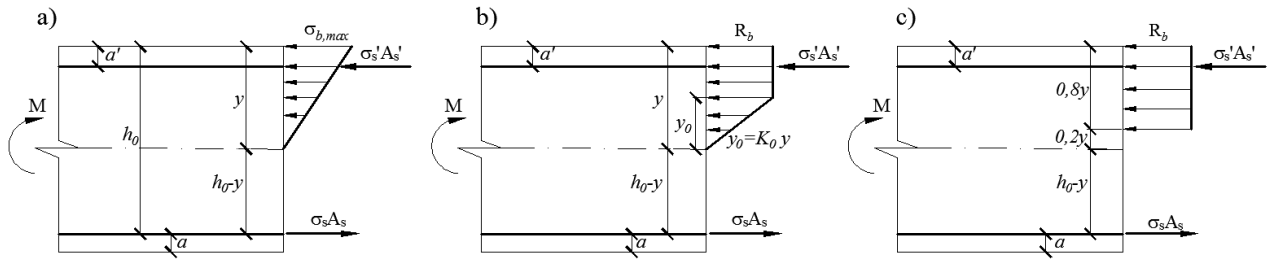 a)
σb,max
a'
σs'As'
y
M
h0
h0-y
σsAs
a
b)
Rb
a'
σs'As'
y
y0
y0=K0 y
M
h0-y
σsAs
a
c)
Rb
a'
σs'As'
0,8y
0,2y
M
h0-y
σsAs
a